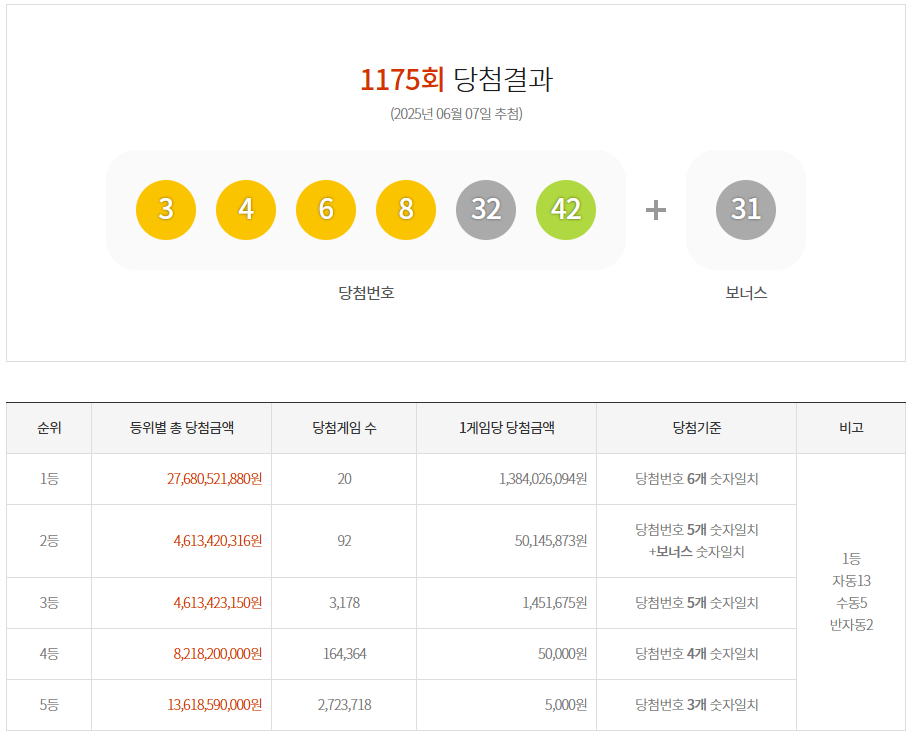 1175회 당첨결과
(2025년 06월 07일 추첨)
3 4 6 8 32 42 + 31
당첨번호 보너스
순위 등위별 총 당첨금액 당첨게임 수 1게임당 당첨금액 당첨기준 비고
1등 27,680,521,880원 20 1,384,026,094원 당첨번호 6개 숫자일치
2등 4,613,420,316원 92 50,145,873원 당첨번호 5개 숫자일치
+보너스 숫자일치
3등 4,613,423,150원 3,178 1,451,675원 당첨번호 5개 숫자일치
4등 8,218,200,000원 164,364 50,000원 당첨번호 4개 숫자일치
5등 13,618,590,000원 2,723,718 5,000원 당첨번호 3개 숫자일치
1등
자동13
수동5
반자동2